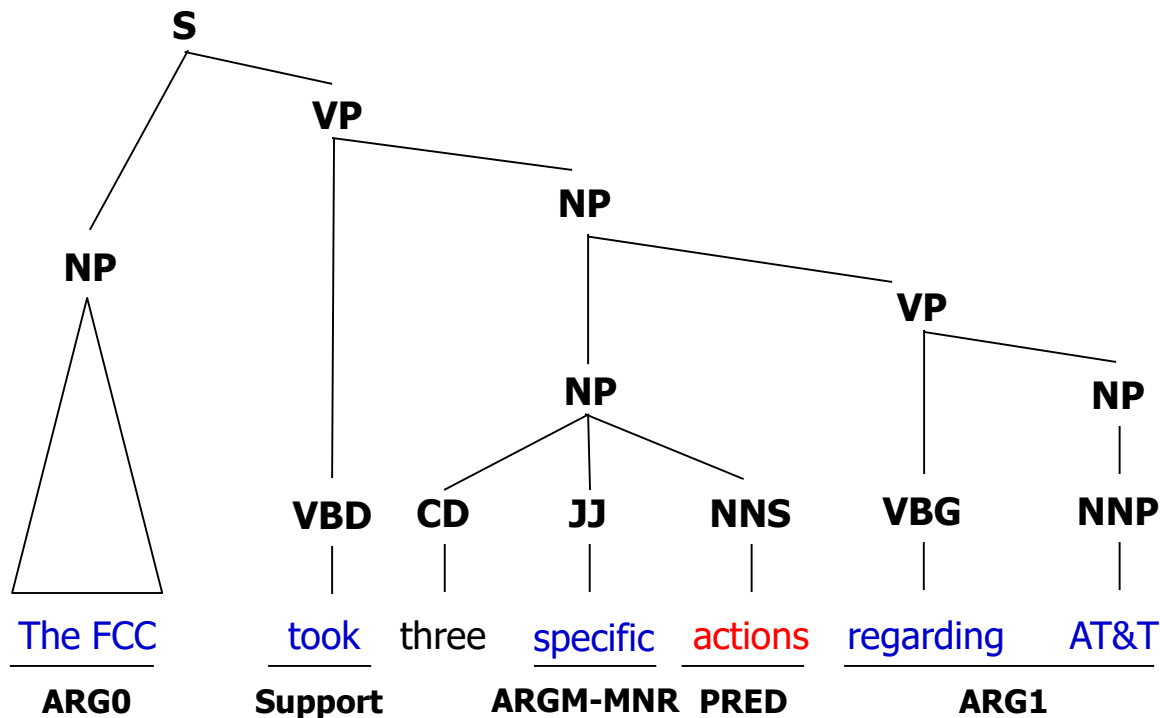 S
VP
NP
NP
VP
NP
NP
VBD CD JJ NNS VBG NNP
The FCC took three specific actions regarding AT&T
ARG0 Support ARGM-MNR PRED ARG1